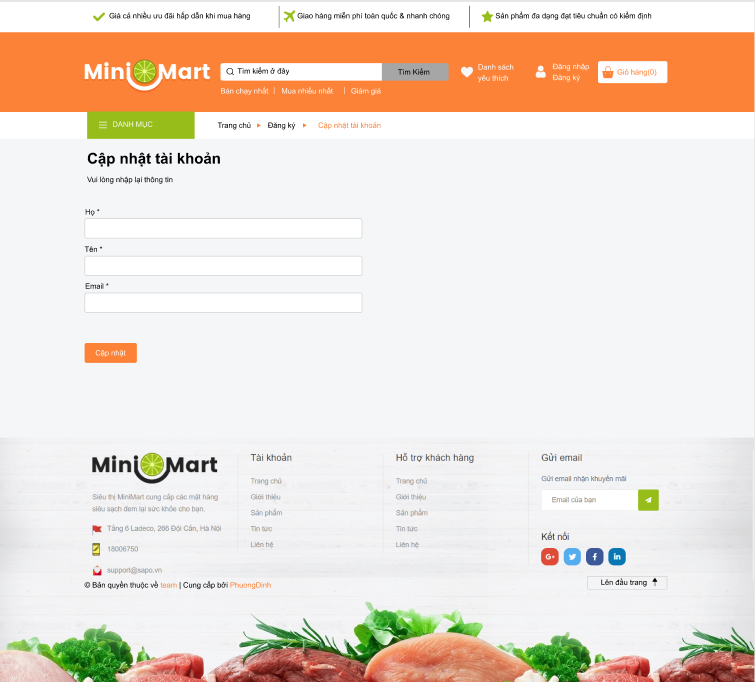 Giá cả nhiều ưu đãi hấp dẫn khi mua hàng
Giao hàng miễn phí toàn quốc & nhanh chóng
Sản phẩm đa dạng đạt tiêu chuẩn có kiểm định
Mini Mart
Tìm kiếm ở đây
Tìm Kiếm
Danh sách
yêu thích
Đăng nhập
Đăng ký
Giỏ hàng(0)
Bán chạy nhất | Mua nhiều nhất | Giảm giá
DANH MỤC
Trang chủ
Đăng ký
Cập nhật tài khoản
Cập nhật tài khoản
Vui lòng nhập lại thông tin
Họ *
Tên *
Email *
Cập nhật
Mini Mart
Siêu thị MiniMart cung cấp các mặt hàng
siêu sạch đem lại sức khỏe cho bạn.
Tầng 6 Ladeco, 266 Đội Cấn, Hà Nội
18006750
support@sapo.vn
© Bản quyền thuộc về team | Cung cấp bởi PhuongDinh
Tài khoản
Trang chủ
Giới thiệu
Sản phẩm
Tin tức
Liên hệ
Hỗ trợ khách hàng
Trang chủ
Giới thiệu
Sản phẩm
Tin tức
Liên hệ
Gửi email
Gửi email nhận khuyến mãi
Email của bạn
Kết nối
G+
f
in
Lên đầu trang